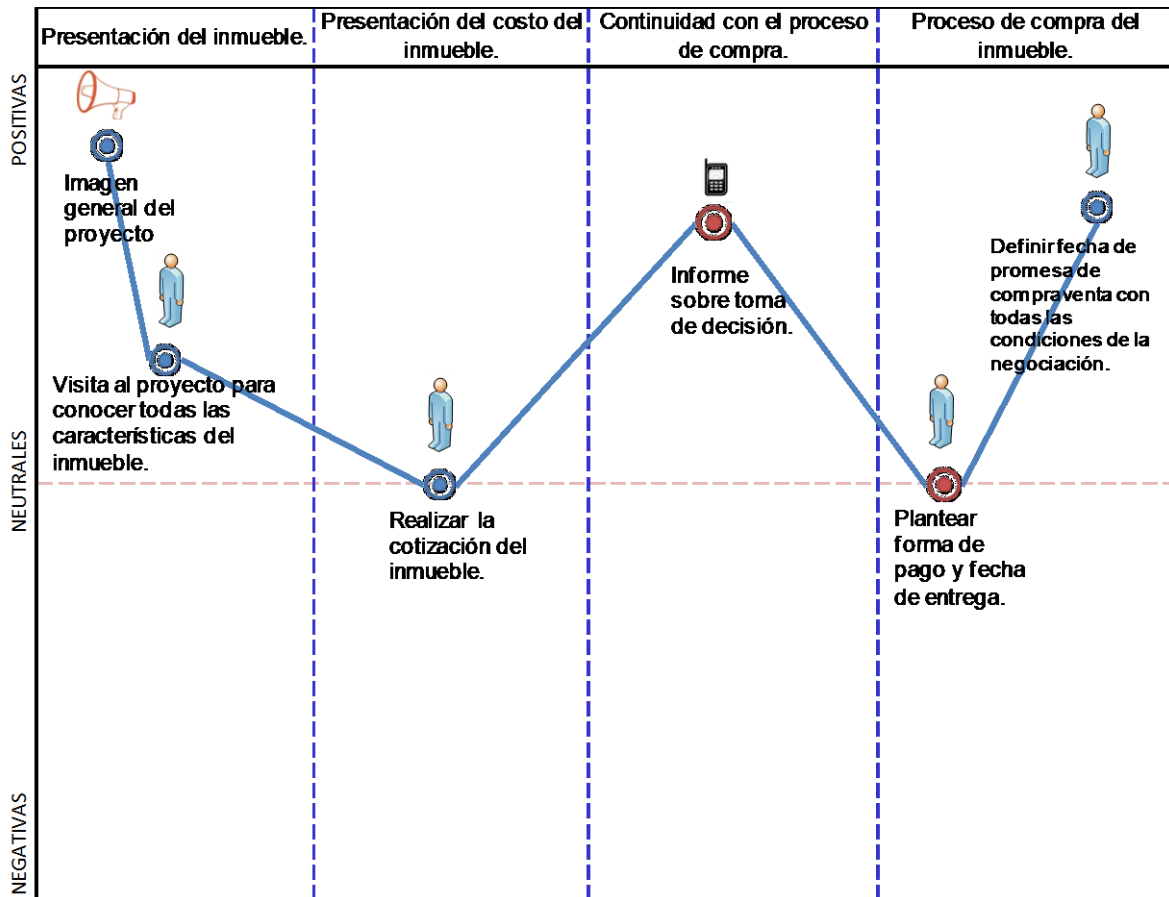 Presentación del inmueble.
Presentación del costo del
inmueble.
Continuidad con el proceso
de compra.
Proceso de compra del
inmueble.
POSITIVAS
NEUTRALES
NEGATIVAS
Imagen
general del
proyecto
Visita al proyecto para
conocer todas las
características del
inmueble.
Realizar la
cotización del
inmueble.
Informe
sobre toma
de decisión.
Plantear
forma de
pago y fecha
de entrega.
Definir fecha de
promesa de
compraventa con
todas las
condiciones de la
negociación.